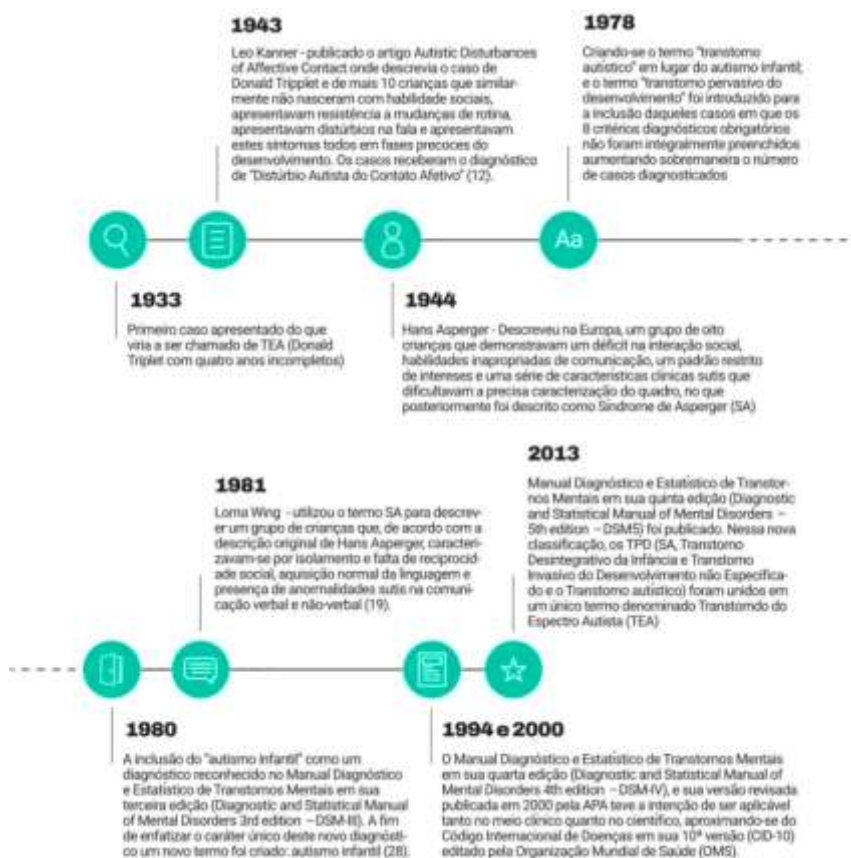 1943
Leo Kanner - publicado o artigo Autistic Disturbances
of Affective Contact onde descrevia o caso de
Donald Tripplet e de mais 10 crianças que similar-
mente não nasceram com habilidade sociais,
apresentavam resistência a mudanças de rotina,
apresentavam distúrbios na fala e apresentavam
estes sintomas todos em fases precoces do
desenvolvimento. Os casos receberam o diagnóstico
de "Distúrbio Autista do Contato Afetivo" (12).
1978
Criando-se o termo "transtorno
autístico" em lugar do autismo infantil;
e o termo "transtorno pervasivo do
desenvolvimento" foi introduzido para
a inclusão daqueles casos em que os
8 critérios diagnósticos obrigatórios
não foram integralmente preenchidos
aumentando sobremaneira o número
de casos diagnosticados
Aa
1933
Primeiro caso apresentado do que
viria a ser chamado de TEA (Donald
Triplet com quatro anos incompletos)
1944
Hans Asperger - Descreveu na Europa, um grupo de oito
crianças que demonstravam um déficit na interação social,
habilidades inapropriadas de comunicação, um padrão restrito
de intereses e uma série de características clínicas sutis que
dificultavam a precisa caracterização do quadro, no que
posteriormente foi descrito como Síndrome de Asperger (SA)
1981
Lorna Wing - utilizou o termo SA para descrev-
er um grupo de crianças que, de acordo com a
descrição original de Hans Asperger, caracteri-
zavam-se por isolamento e falta de reciprocid-
ade social, aquisição normal da linguagem e
presença de anormalidades sutis na comuni-
cação verbal e não-verbal (19).
2013
Manual Diagnóstico e Estatístico de Transtor-
nos Mentais em sua quinta edição (Diagnostic
and Statistical Manual of Mental Disorders –
5th edition – DSM5) foi publicado. Nessa nova
classificação, os TPD (SA, Transtorno
Desintegrativo da Infância e Transtorno
Invasivo do Desenvolvimento não Específica-
do e o Transtorno autístico) foram unidos em
um único termo denominado Transtorndo do
Espectro Autista (TEA)
1980
A inclusão do "autismo infantil" como um
diagnóstico reconhecido no Manual Diagnóstico
e Estatístico de Transtornos Mentais em sua
terceira edição (Diagnostic and Statistical Manual
of Mental Disorders 3rd edition – DSM-III). A fim
de enfatizar o caráter único deste novo diagnósti-
co um novo termo foi criado: autismo infantil (28).
1994 e 2000
O Manual Diagnóstico e Estatístico de Transtornos Mentais
em sua quarta edição (Diagnostic and Statistical Manual of
Mental Disorders 4th edition – DSM-IV), e sua versão revisada
publicada em 2000 pela APA teve a intenção de ser aplicável
tanto no meio clínico quanto no científico, aproximando-se do
Código Internacional de Doenças em sua 10ª versão (CID-10)
editado pela Organização Mundial de Saúde (OMS).